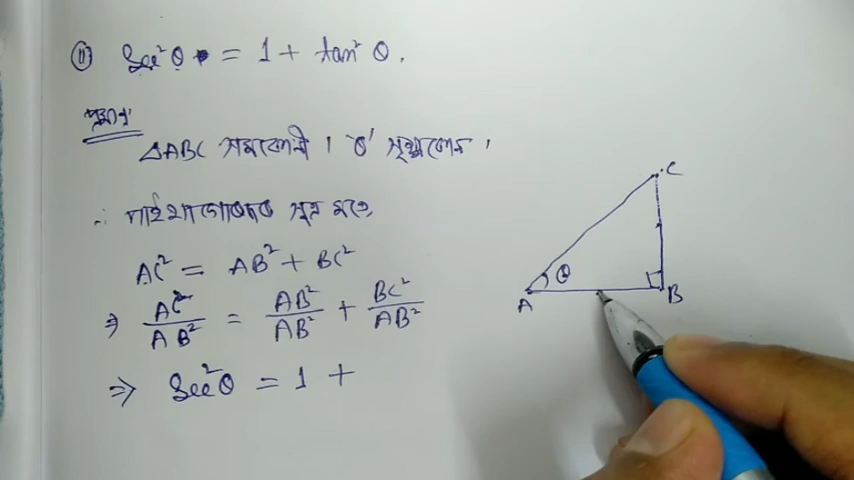 (ii) Sec²θ = 1 + tan²θ.
প্রমাণ
△ABC সমকোণী । 'θ' সূক্ষ্মকোন ।
∴ পাইথাগোরাস সূত্র মতে,
AC² = AB² + BC²
⇒ AC²/AB² = AB²/AB² + BC²/AB²
⇒ Sec²θ = 1 +
C
θ
A
B